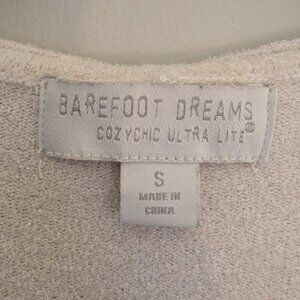 BAREFOOT DREAMS
COZYCHIC ULTRA LITE®
S
MADE IN
CHINA